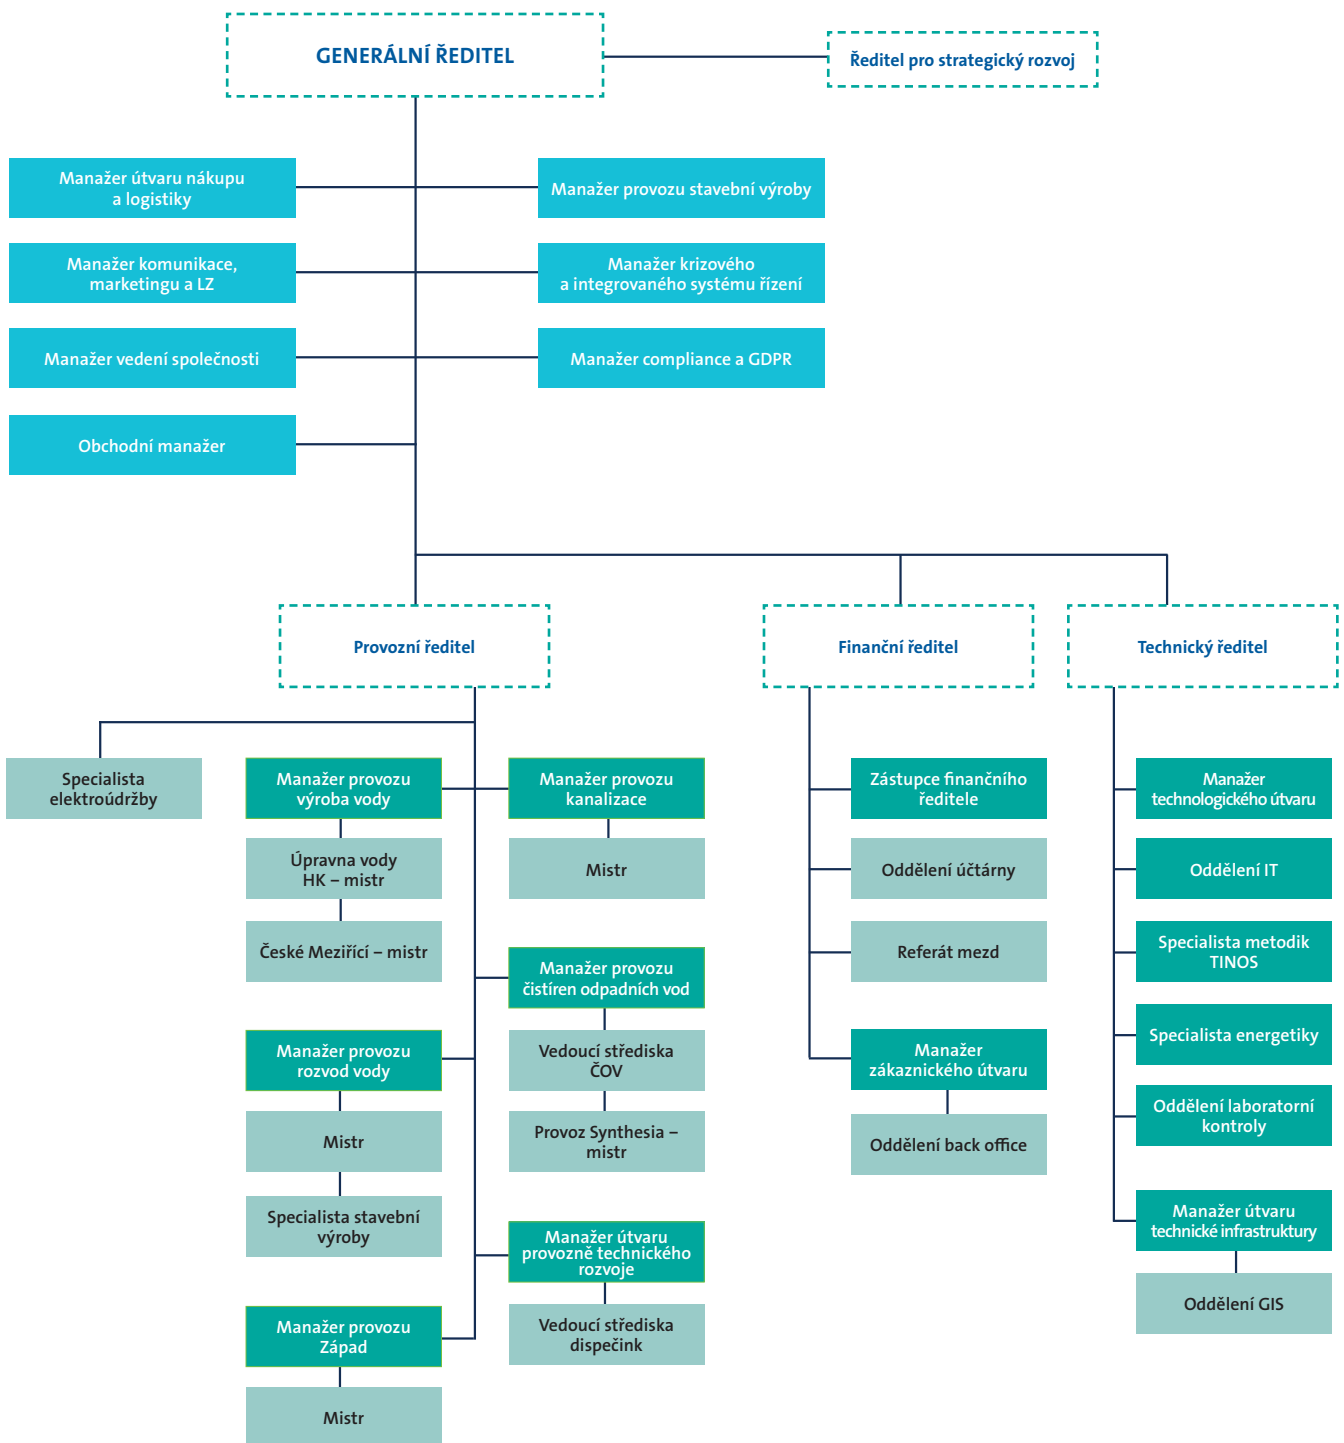 GENERÁLNÍ ŘEDITEL
Ředitel pro strategický rozvoj
Manažer útvaru nákupu
a logistiky
Manažer provozu stavební výroby
Manažer komunikace,
marketingu a LZ
Manažer krizového
a integrovaného systému řízení
Manažer vedení společnosti
Manažer compliance a GDPR
Obchodní manažer
Provozní ředitel
Finanční ředitel
Technický ředitel
Specialista
elektroúdržby
Manažer provozu
výroba vody
Úpravna vody
HK – mistr
České Meziřící – mistr
Manažer provozu
rozvod vody
Mistr
Specialista stavební
výroby
Manažer provozu
Západ
Mistr
Manažer provozu
kanalizace
Mistr
Manažer provozu
čistíren odpadních vod
Vedoucí střediska
ČOV
Provoz Synthesia –
mistr
Manažer útvaru
provozně technického
rozvoje
Vedoucí střediska
dispečink
Zástupce finančního
ředitele
Oddělení účtárny
Referát mezd
Manažer
zákaznického útvaru
Oddělení back office
Manažer
technologického útvaru
Oddělení IT
Specialista metodik
TINOS
Specialista energetiky
Oddělení laboratorní
kontroly
Manažer útvaru
technické infrastruktury
Oddělení GIS